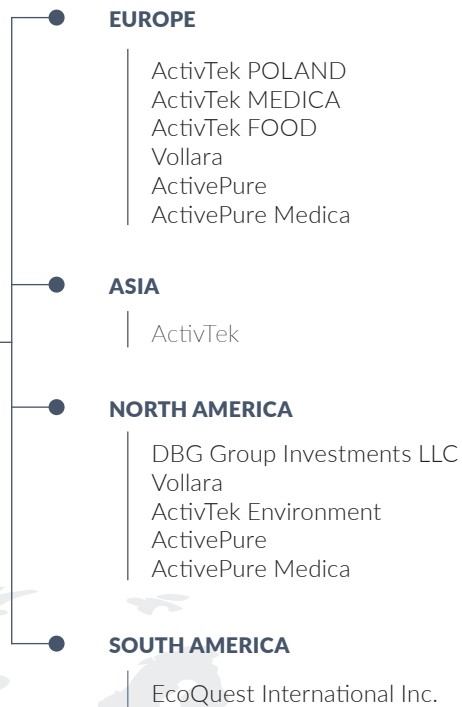 EUROPE
ActivTek POLAND
ActivTek MEDICA
ActivTek FOOD
Vollara
ActivePure
ActivePure Medica
ASIA
ActivTek
NORTH AMERICA
DBG Group Investments LLC
Vollara
ActivTek Environment
ActivePure
ActivePure Medica
SOUTH AMERICA
EcoQuest International Inc.